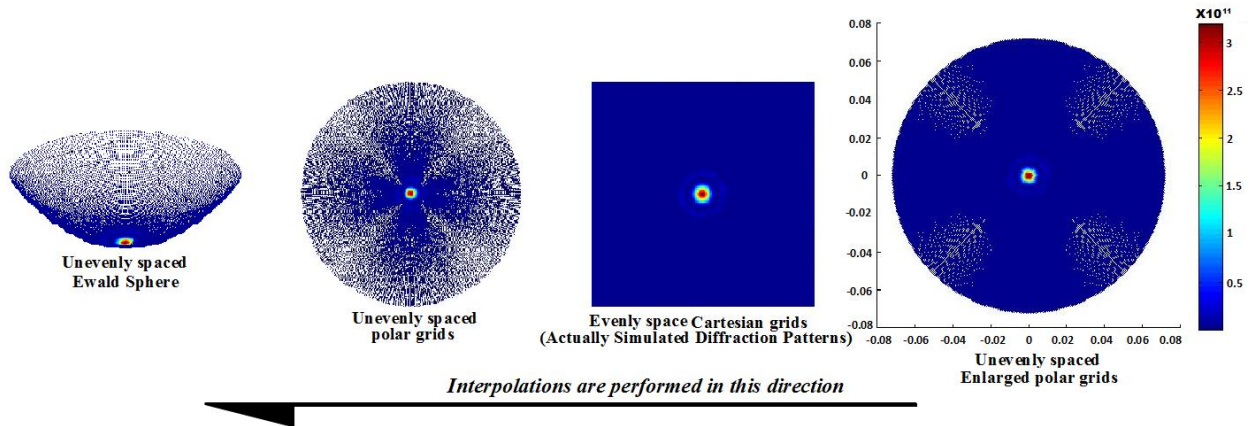 X10¹¹
0.08
0.06
0.04
0.02
0
-0.02
-0.04
-0.06
-0.08
-0.08 -0.06 -0.04 -0.02 0 0.02 0.04 0.06 0.08
3
2.5
2
1.5
1
0.5
Unevenly spaced
Ewald Sphere
Unevenly spaced
polar grids
Evenly space Cartesian grids
(Actually Simulated Diffraction Patterns)
Unevenly spaced
Enlarged polar grids
Interpolations are performed in this direction